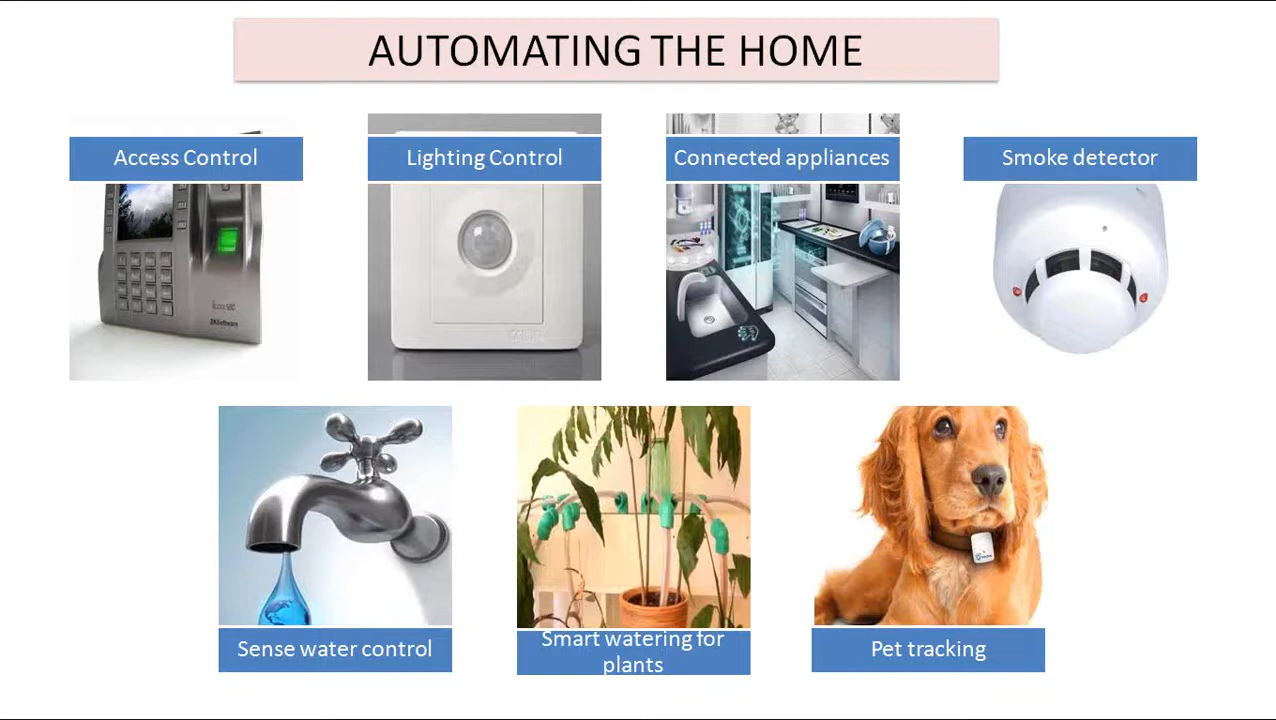 AUTOMATING THE HOME
Access Control
Lighting Control
Connected appliances
Smoke detector
ZKSoftware
Sense water control
Smart watering for
plants
Pet tracking